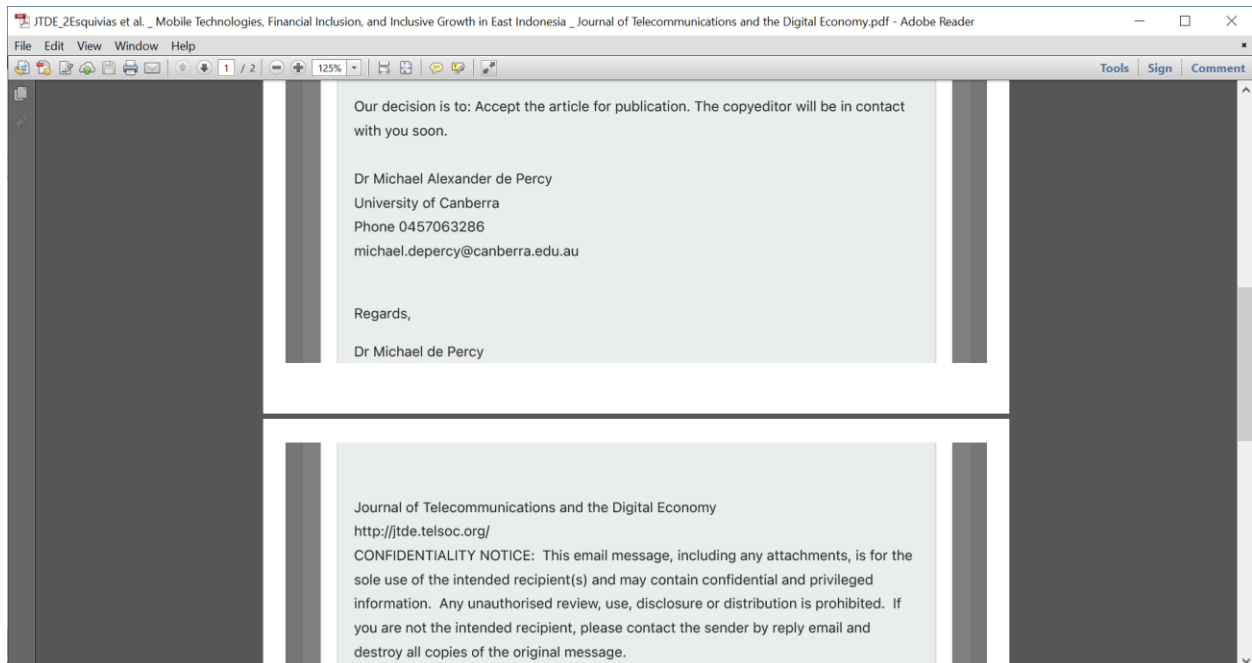 JTDE_2Esquivias et al. _ Mobile Technologies, Financial Inclusion, and Inclusive Growth in East Indonesia _ Journal of Telecommunications and the Digital Economy.pdf - Adobe Reader
File Edit View Window Help
1 / 2 125% Tools Sign Comment
Our decision is to: Accept the article for publication. The copyeditor will be in contact
with you soon.
Dr Michael Alexander de Percy
University of Canberra
Phone 0457063286
michael.depercy@canberra.edu.au
Regards,
Dr Michael de Percy
Journal of Telecommunications and the Digital Economy
http://jtde.telsoc.org/
CONFIDENTIALITY NOTICE:  This email message, including any attachments, is for the
sole use of the intended recipient(s) and may contain confidential and privileged
information.  Any unauthorised review, use, disclosure or distribution is prohibited.  If
you are not the intended recipient, please contact the sender by reply email and
destroy all copies of the original message.